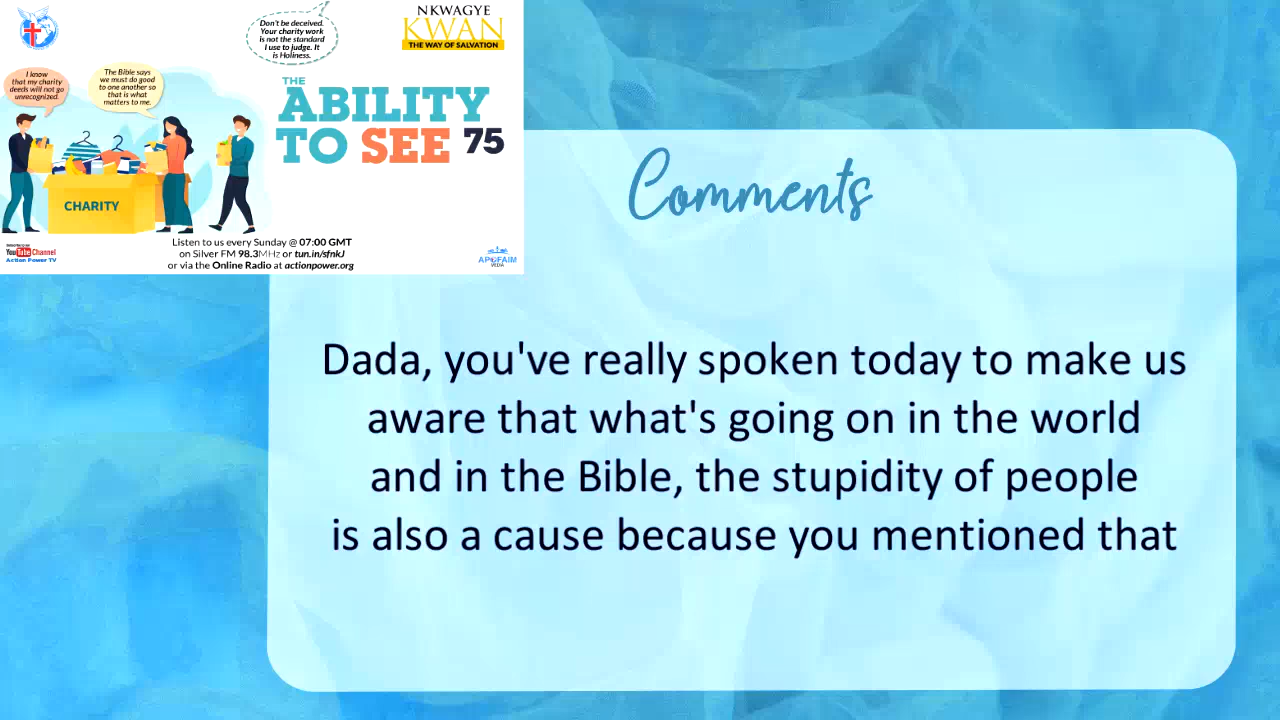 Don't be deceived.
Your charity work
is not the standard
I use to judge. It
is Holiness.
NKWAGYE
KWAN
THE WAY OF SALVATION
I know
that my charity
deeds will not go
unrecognized.
The Bible says
we must do good
to one another so
that is what
matters to me.
THE
ABILITY
TO SEE 75
CHARITY
Listen to us every Sunday @ 07:00 GMT
on Silver FM 98.3MHz or tun.in/sfnkJ
or via the Online Radio at actionpower.org
YouTube Channel
Action Power TV
APOFAIM
MEDIA
Comments
Dada, you've really spoken today to make us
aware that what's going on in the world
and in the Bible, the stupidity of people
is also a cause because you mentioned that